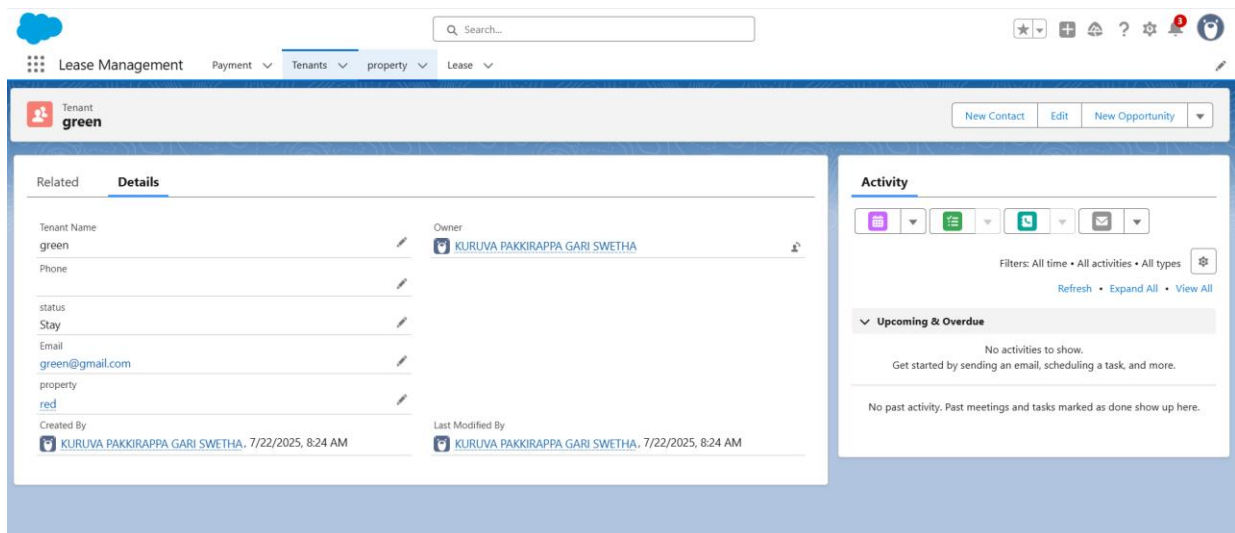 Search...
3
Lease Management Payment Tenants property Lease
Tenant
green
New Contact Edit New Opportunity
Related Details
Tenant Name
green
Owner
KURUVA PAKKIRAPPA GARI SWETHA
Phone
status
Stay
Email
green@gmail.com
property
red
Created By
KURUVA PAKKIRAPPA GARI SWETHA, 7/22/2025, 8:24 AM
Last Modified By
KURUVA PAKKIRAPPA GARI SWETHA, 7/22/2025, 8:24 AM
Activity
Filters: All time • All activities • All types
Refresh • Expand All • View All
Upcoming & Overdue
No activities to show.
Get started by sending an email, scheduling a task, and more.
No past activity. Past meetings and tasks marked as done show up here.